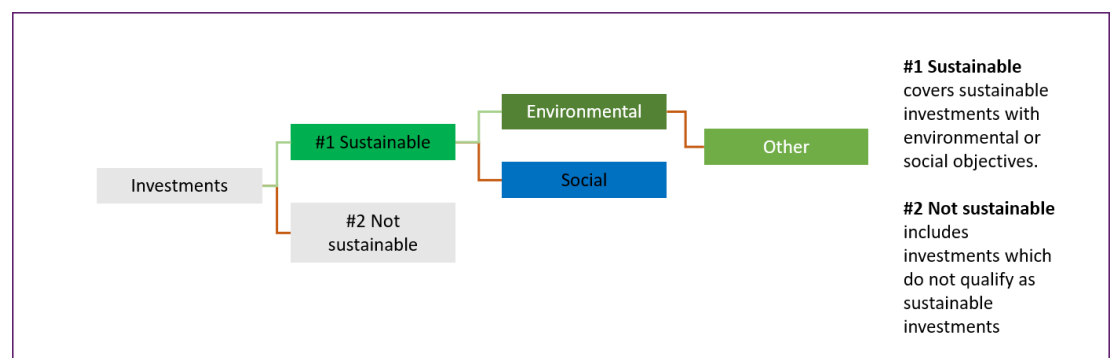 Investments
#1 Sustainable
#2 Not
sustainable
Environmental
Social
Other
#1 Sustainable
covers sustainable
investments with
environmental or
social objectives.
#2 Not sustainable
includes
investments which
do not qualify as
sustainable
investments